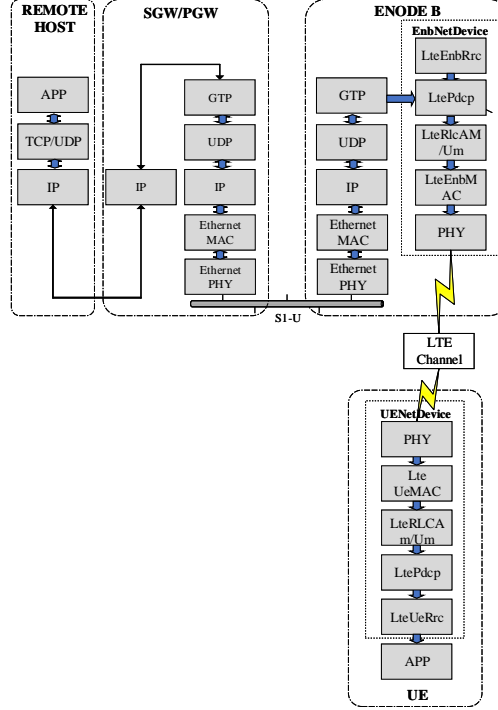 REMOTE
HOST
APP
TCP/UDP
IP
SGW/PGW
IP
GTP
UDP
IP
Ethernet
MAC
Ethernet
PHY
S1-U
ENODE B
GTP
UDP
IP
Ethernet
MAC
Ethernet
PHY
EnbNetDevice
LteEnbRrc
LtePdcp
LteRlcAM
/Um
LteEnbM
AC
PHY
LTE
Channel
UENetDevice
PHY
Lte
UeMAC
LteRLCA
m/Um
LtePdcp
LteUeRrc
APP
UE